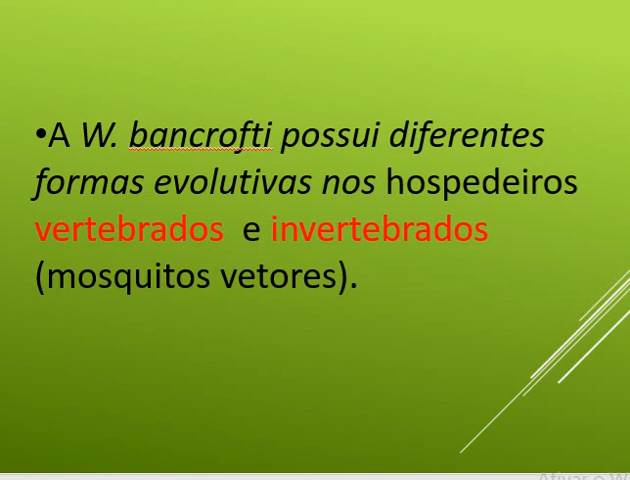 •A W. bancrofti possui diferentes
formas evolutivas nos hospedeiros
vertebrados e invertebrados
(mosquitos vetores).